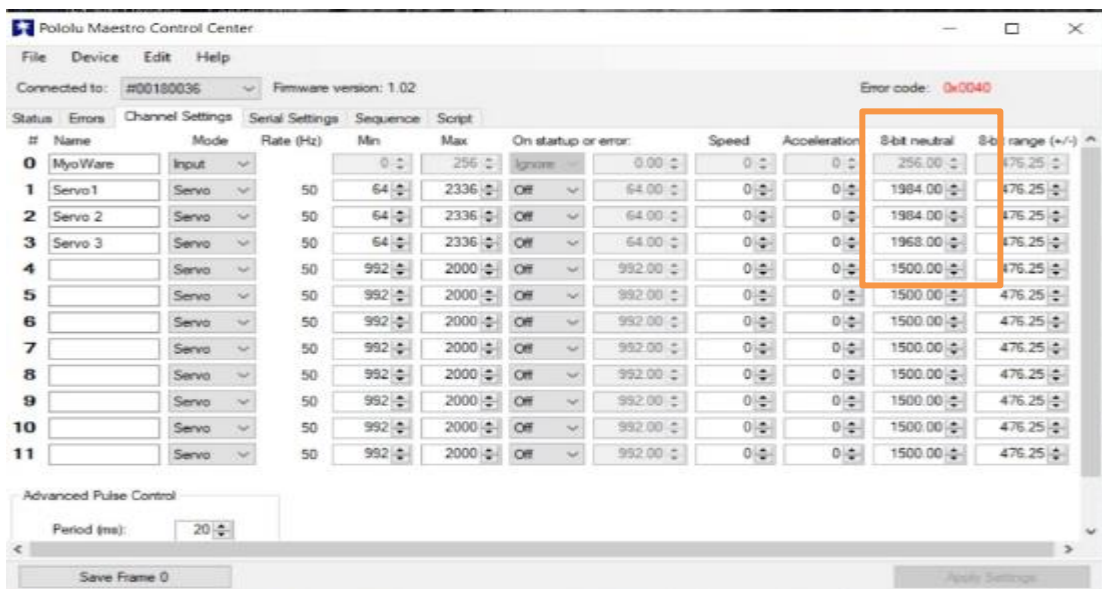 Pololu Maestro Control Center
File Device Edit Help
Connected to: #00180036 Firmware version: 1.02 Error code: 0x0040
Status Errors Channel Settings Serial Settings Sequence Script
# Name Mode Rate (Hz) Min Max On startup or error: Speed Acceleration 8-bit neutral 8-bit range (+/-)
0 MyoWare Input 0 256 Ignore 0.00 0 0 256.00 476.25
1 Servo1 Servo 50 64 2336 Off 64.00 0 0 1984.00 476.25
2 Servo 2 Servo 50 64 2336 Off 64.00 0 0 1984.00 476.25
3 Servo 3 Servo 50 64 2336 Off 64.00 0 0 1968.00 476.25
4 Servo 50 992 2000 Off 992.00 0 0 1500.00 476.25
5 Servo 50 992 2000 Off 992.00 0 0 1500.00 476.25
6 Servo 50 992 2000 Off 992.00 0 0 1500.00 476.25
7 Servo 50 992 2000 Off 992.00 0 0 1500.00 476.25
8 Servo 50 992 2000 Off 992.00 0 0 1500.00 476.25
9 Servo 50 992 2000 Off 992.00 0 0 1500.00 476.25
10 Servo 50 992 2000 Off 992.00 0 0 1500.00 476.25
11 Servo 50 992 2000 Off 992.00 0 0 1500.00 476.25
Advanced Pulse Control
Period (ms): 20
Save Frame 0 Apply Settings